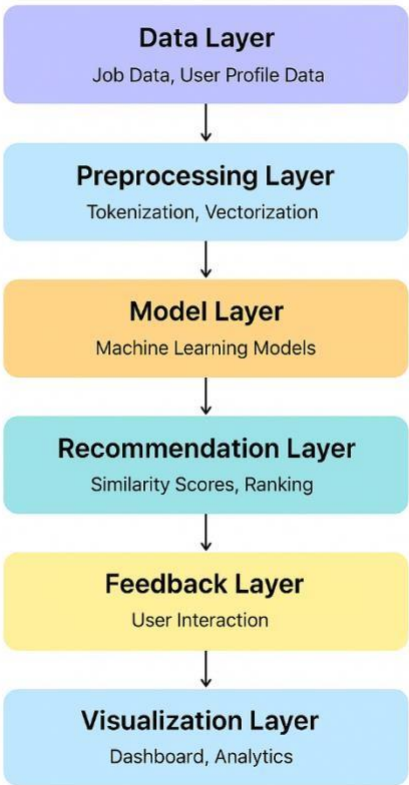 Data Layer
Job Data, User Profile Data
Preprocessing Layer
Tokenization, Vectorization
Model Layer
Machine Learning Models
Recommendation Layer
Similarity Scores, Ranking
Feedback Layer
User Interaction
Visualization Layer
Dashboard, Analytics